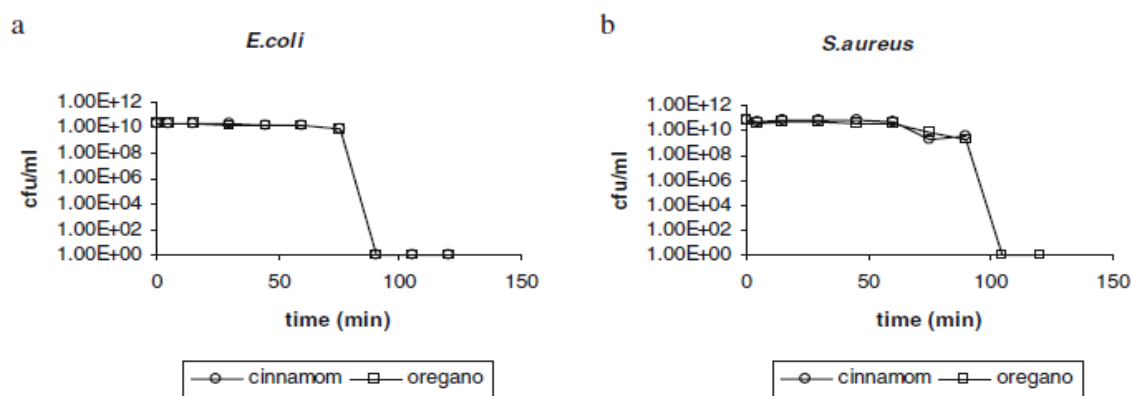 a
E.coli
1.00E+12
1.00E+10
1.00E+08
1.00E+06
1.00E+04
1.00E+02
1.00E+00
cfu/ml
0 50 100 150
time (min)
cinnamom oregano
b
S.aureus
1.00E+12
1.00E+10
1.00E+08
1.00E+06
1.00E+04
1.00E+02
1.00E+00
cfu/ml
0 50 100 150
time (min)
cinnamom oregano